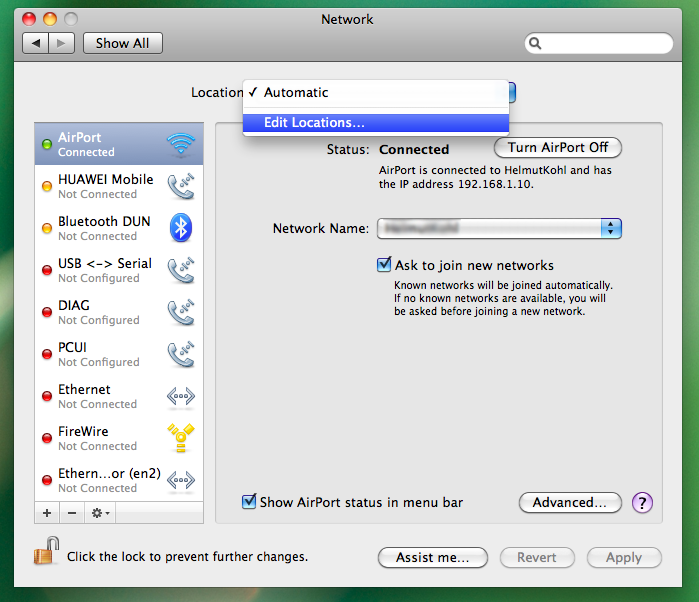 Network
Show All
Location
✓ Automatic
Edit Locations...
AirPort
Connected
HUAWEI Mobile
Not Connected
Bluetooth DUN
Not Connected
USB <-> Serial
Not Configured
DIAG
Not Configured
PCUI
Not Configured
Ethernet
Not Connected
FireWire
Not Connected
Ethern...or (en2)
Not Connected
Status: Connected
Turn AirPort Off
AirPort is connected to HelmutKohl and has
the IP address 192.168.1.10.
Network Name:
Ask to join new networks
Known networks will be joined automatically.
If no known networks are available, you will
be asked before joining a new network.
Show AirPort status in menu bar
Advanced...
?
Click the lock to prevent further changes.
Assist me...
Revert
Apply